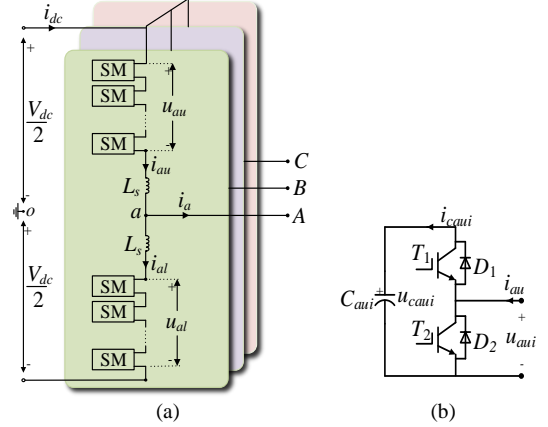 i_dc
+
SM
SM
SM
+
u_au
-
V_dc
2
i_au
L_s
C
B
-
o
a
i_a
A
+
L_s
i_al
V_dc
2
SM
SM
SM
+
u_al
-
-
(a)
i_caui
T_1
D_1
i_au
C_aui
+
u_caui
T_2
D_2
+
u_aui
-
(b)